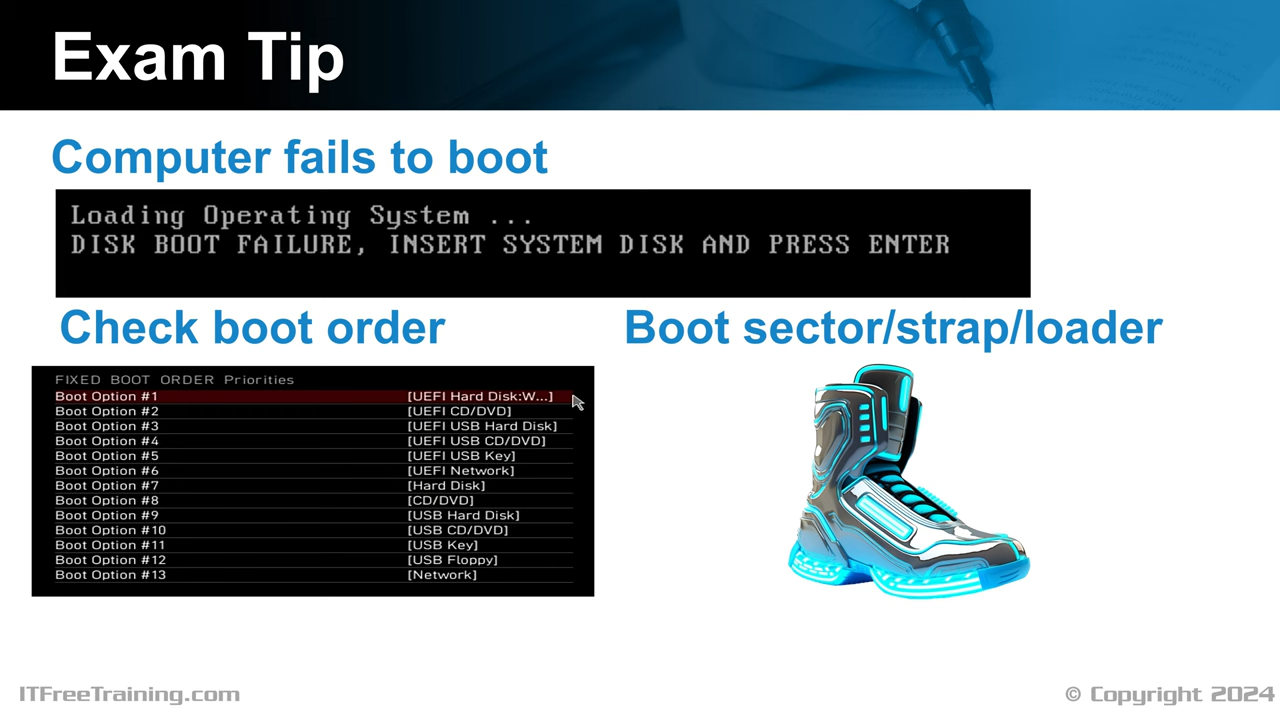 Exam Tip
Computer fails to boot
Loading Operating System ...
DISK BOOT FAILURE, INSERT SYSTEM DISK AND PRESS ENTER
Check boot order
Boot sector/strap/loader
FIXED BOOT ORDER Priorities
Boot Option #1 [UEFI Hard Disk:W...]
Boot Option #2 [UEFI CD/DVD]
Boot Option #3 [UEFI USB Hard Disk]
Boot Option #4 [UEFI USB CD/DVD]
Boot Option #5 [UEFI USB Key]
Boot Option #6 [UEFI Network]
Boot Option #7 [Hard Disk]
Boot Option #8 [CD/DVD]
Boot Option #9 [USB Hard Disk]
Boot Option #10 [USB CD/DVD]
Boot Option #11 [USB Key]
Boot Option #12 [USB Floppy]
Boot Option #13 [Network]
ITFreeTraining.com
© Copyright 2024